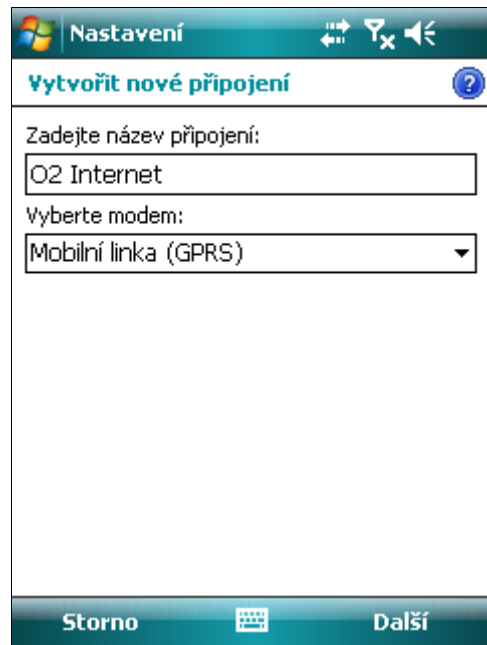 Nastavení
Vytvořit nové připojení
?
Zadejte název připojení:
O2 Internet
Vyberte modem:
Mobilní linka (GPRS)
Storno
Další